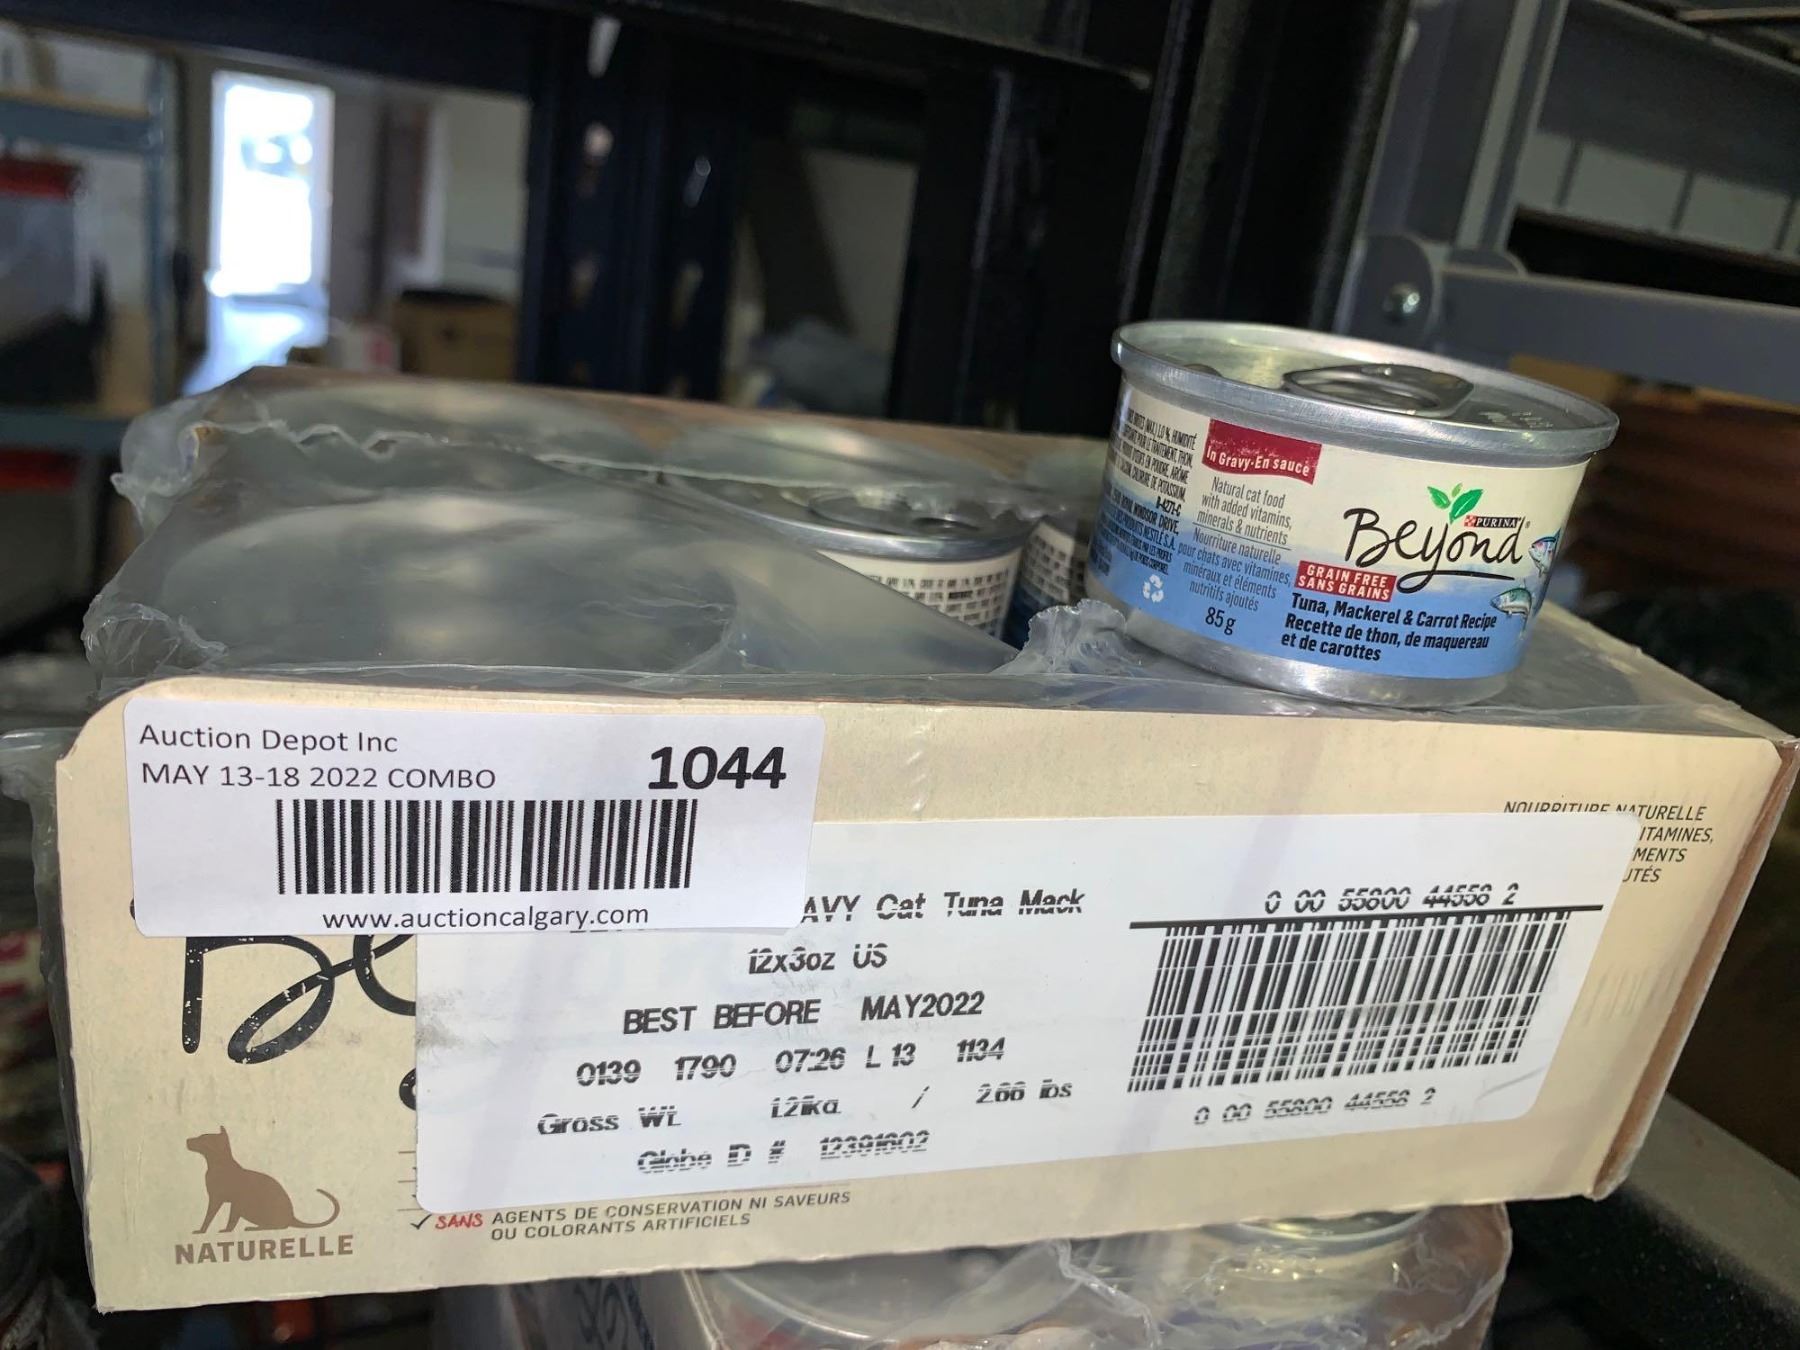 In Gravy-En sauce
Natural cat food
with added vitamins,
minerals & nutrients
Nourriture naturelle
pour chats avec vitamines,
minéraux et éléments
nutritifs ajoutés
85g
PURINA
Beyond
GRAIN FREE
SANS GRAINS
Tuna, Mackerel & Carrot Recipe
Recette de thon, de maquereau
et de carottes
B-4271-C
WINDSOR DRIVE,
Auction Depot Inc
MAY 13-18 2022 COMBO
1044
www.auctioncalgary.com
NOURRITURE NATURELLE
ITAMINES,
MENTS
UTÉS
AVY Cat Tuna Mack
12x3oz US
BEST BEFORE MAY2022
0139 1790 07:26 L 13 1134
Gross Wt. 1.21kg / 2.66 lbs
Globe ID # 12391602
0 00 55800 44558 2
0 00 55800 44558 2
Be
NATURELLE
✓ SANS AGENTS DE CONSERVATION NI SAVEURS
OU COLORANTS ARTIFICIELS